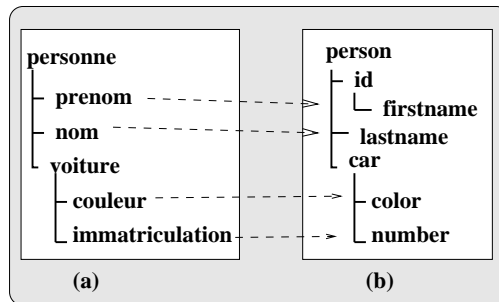 personne
prenom
nom
voiture
couleur
immatriculation
(a)
person
id
firstname
lastname
car
color
number
(b)